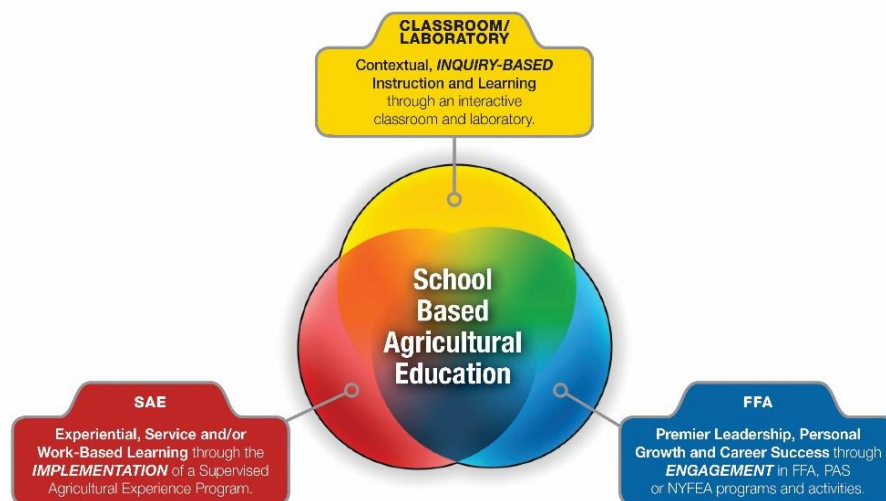 CLASSROOM/
LABORATORY
Contextual, INQUIRY-BASED
Instruction and Learning
through an interactive
classroom and laboratory.
School
Based
Agricultural
Education
SAE
Experiential, Service and/or
Work-Based Learning through the
IMPLEMENTATION of a Supervised
Agricultural Experience Program.
FFA
Premier Leadership, Personal
Growth and Career Success through
ENGAGEMENT in FFA, PAS
or NYFEA programs and activities.